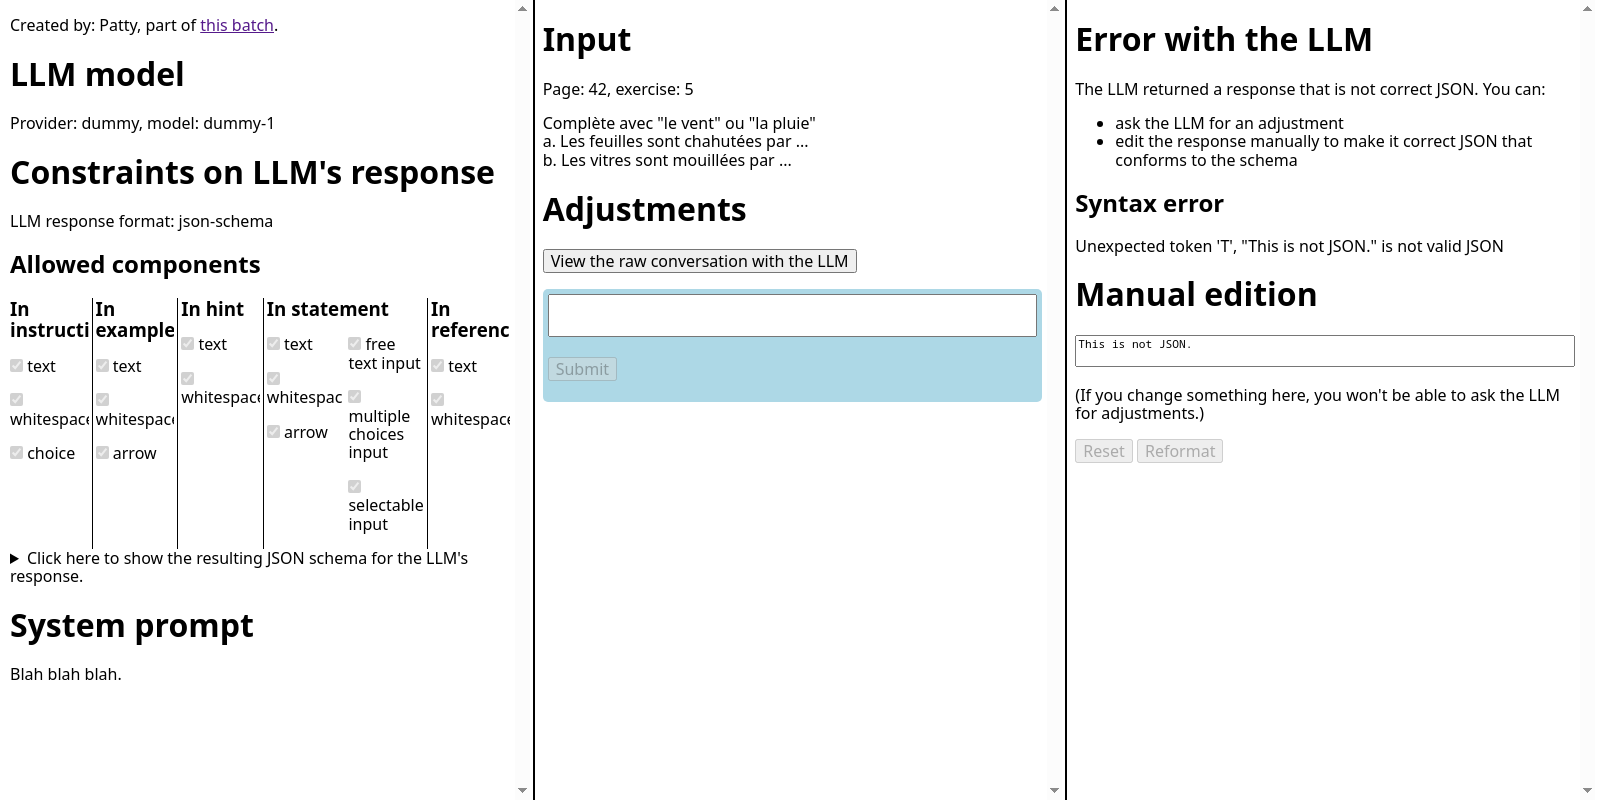 Created by: Patty, part of this batch.
LLM model
Provider: dummy, model: dummy-1
Constraints on LLM's response
LLM response format: json-schema
Allowed components
In
instructi
text
whitespace
choice
In
example
text
whitespace
arrow
In hint
text
whitespace
In statement
text
whitespac
arrow
free
text input
multiple
choices
input
selectable
input
In
referenc
text
whitespace
Click here to show the resulting JSON schema for the LLM's
response.
System prompt
Blah blah blah.
Input
Page: 42, exercise: 5
Complète avec "le vent" ou "la pluie"
a. Les feuilles sont chahutées par ...
b. Les vitres sont mouillées par ...
Adjustments
View the raw conversation with the LLM
Submit
Error with the LLM
The LLM returned a response that is not correct JSON. You can:
ask the LLM for an adjustment
edit the response manually to make it correct JSON that
conforms to the schema
Syntax error
Unexpected token 'T', "This is not JSON." is not valid JSON
Manual edition
This is not JSON.
(If you change something here, you won't be able to ask the LLM
for adjustments.)
Reset Reformat